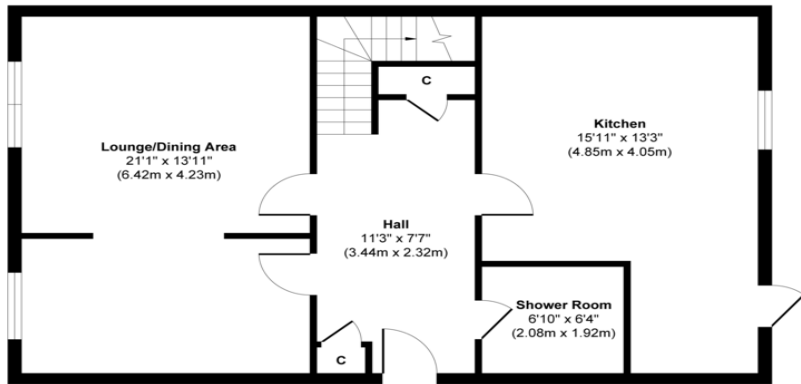 C
Lounge/Dining Area
21'1" x 13'11"
(6.42m x 4.23m)
Kitchen
15'11" x 13'3"
(4.85m x 4.05m)
Hall
11'3" x 7'7"
(3.44m x 2.32m)
Shower Room
6'10" x 6'4"
(2.08m x 1.92m)
C